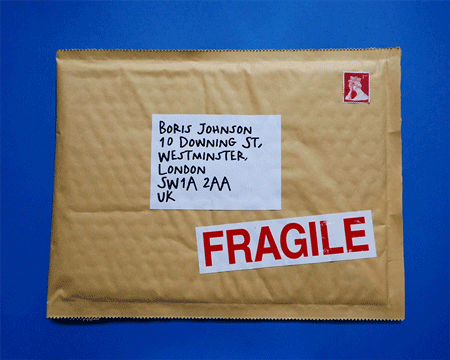 Boris Johnson
10 Downing St,
Westminster,
London
SW1A 2AA
UK
FRAGILE